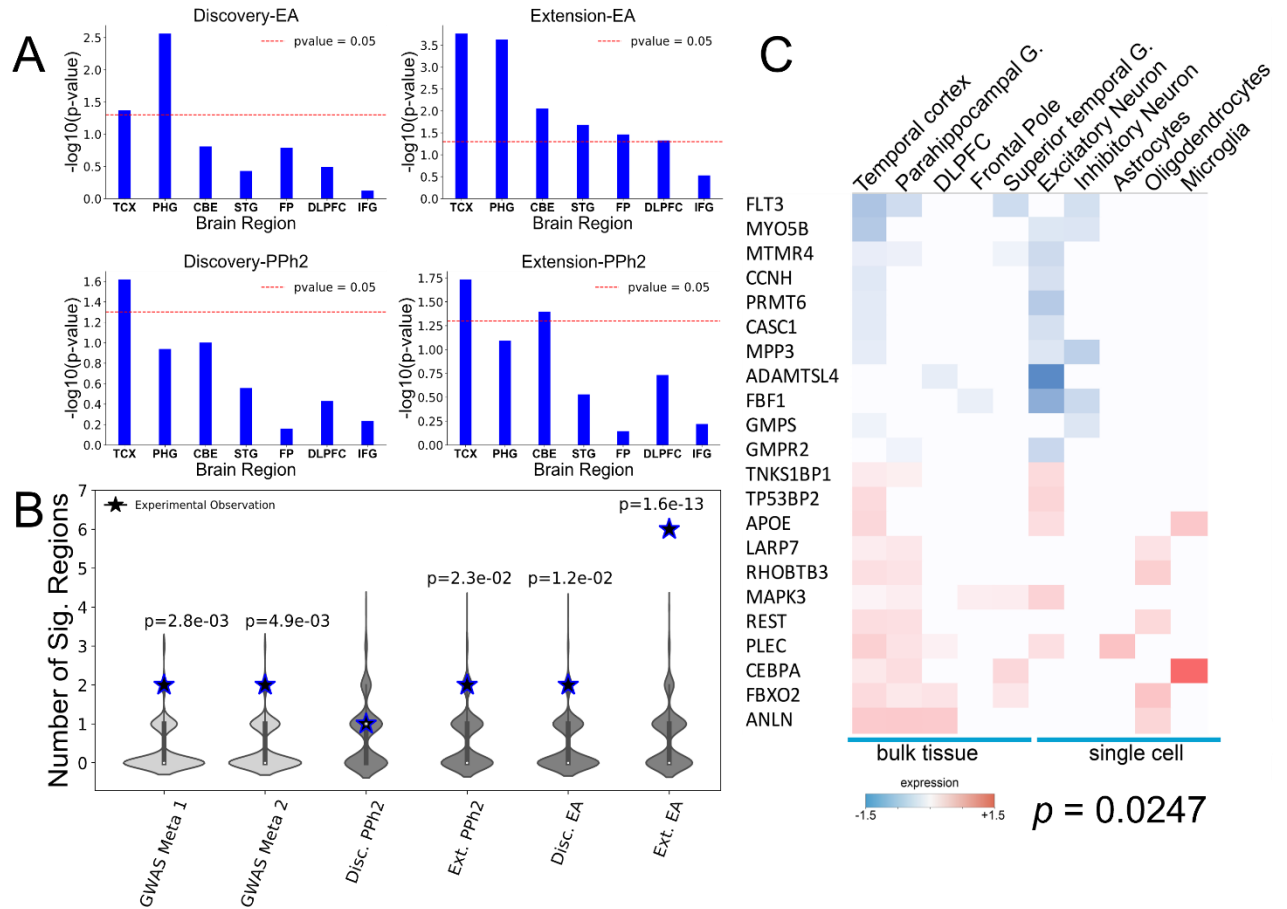 A
Discovery-EA
-log10(p-value)
2.5
2.0
1.5
1.0
0.5
0.0
pvalue = 0.05
TCX PHG CBE STG FP DLPFC IFG
Brain Region
Extension-EA
-log10(p-value)
3.5
3.0
2.5
2.0
1.5
1.0
0.5
0.0
pvalue = 0.05
TCX PHG CBE STG FP DLPFC IFG
Brain Region
Discovery-PPh2
-log10(p-value)
1.6
1.4
1.2
1.0
0.8
0.6
0.4
0.2
0.0
pvalue = 0.05
TCX PHG CBE STG FP DLPFC IFG
Brain Region
Extension-PPh2
-log10(p-value)
1.75
1.50
1.25
1.00
0.75
0.50
0.25
0.00
pvalue = 0.05
TCX PHG CBE STG FP DLPFC IFG
Brain Region
B
Number of Sig. Regions
7
6
5
4
3
2
1
0
Experimental Observation
p=2.8e-03
p=4.9e-03
p=2.3e-02
p=1.2e-02
p=1.6e-13
GWAS Meta 1
GWAS Meta 2
Disc. PPh2
Ext. PPh2
Disc. EA
Ext. EA
C
Temporal cortex
Parahippocampal G.
DLPFC
Frontal Pole
Superior temporal G.
Excitatory Neuron
Inhibitory Neuron
Astrocytes
Oligodendrocytes
Microglia
FLT3
MYO5B
MTMR4
CCNH
PRMT6
CASC1
MPP3
ADAMTSL4
FBF1
GMPS
GMPR2
TNKS1BP1
TP53BP2
APOE
LARP7
RHOBTB3
MAPK3
REST
PLEC
CEBPA
FBXO2
ANLN
bulk tissue
single cell
expression
-1.5
+1.5
p = 0.0247